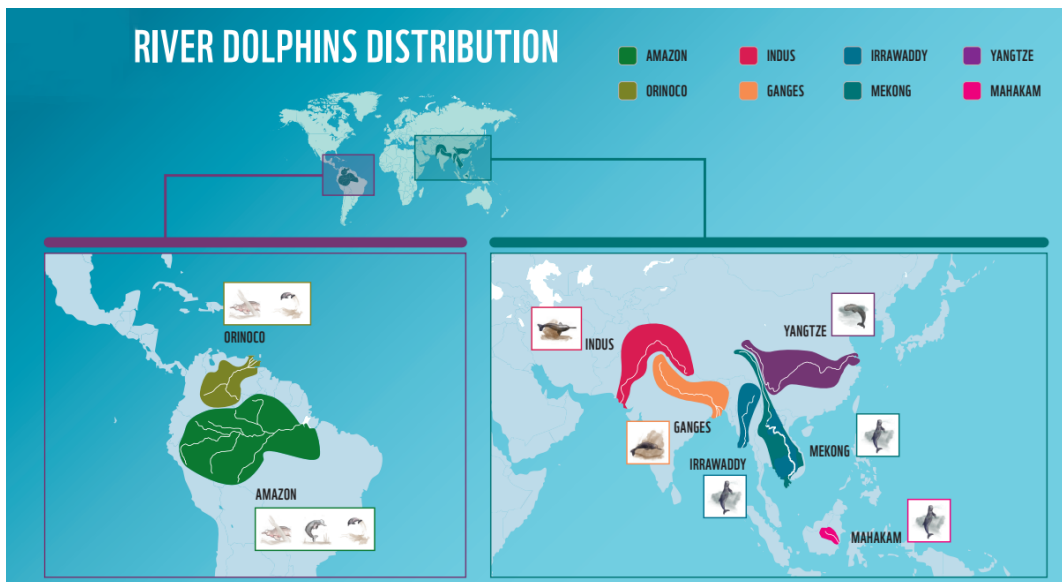 RIVER DOLPHINS DISTRIBUTION
AMAZON
INDUS
IRRAWADDY
YANGTZE
ORINOCO
GANGES
MEKONG
MAHAKAM
ORINOCO
AMAZON
INDUS
YANGTZE
GANGES
IRRAWADDY
MEKONG
MAHAKAM